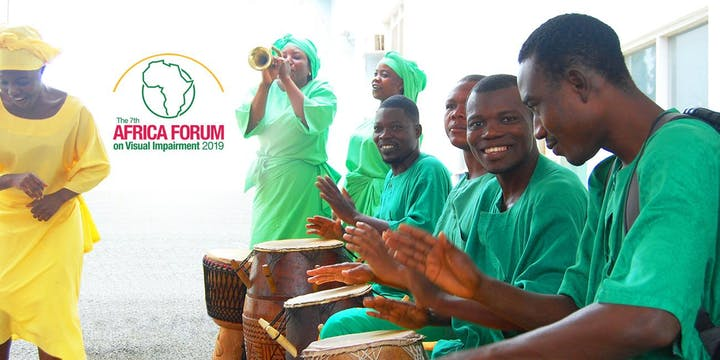 The 7th
AFRICA FORUM
on Visual Impairment 2019